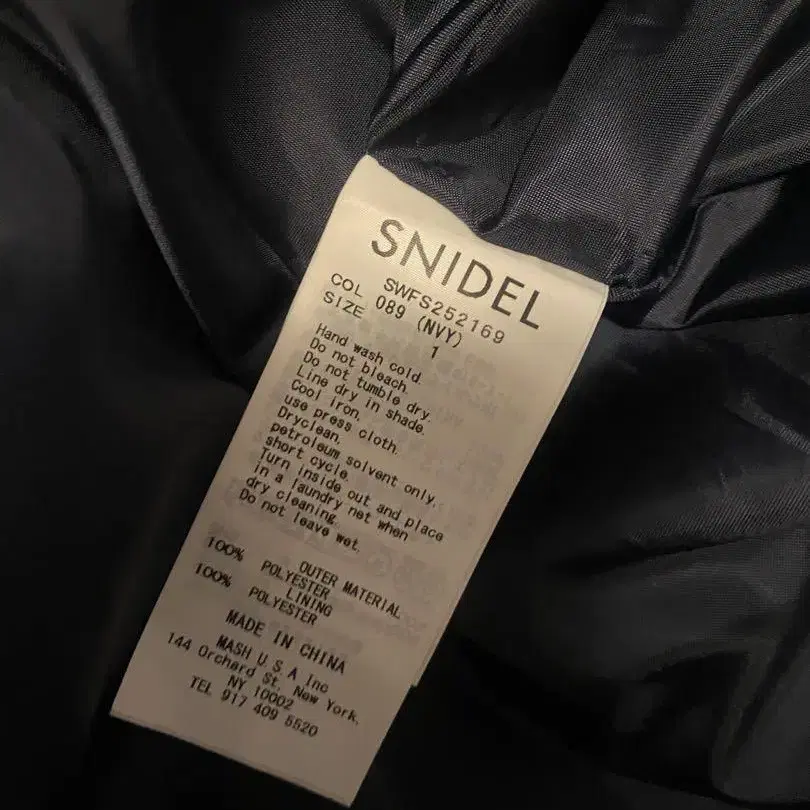 SNIDEL
SWFS252169
COL 089 (NVY)
SIZE 1
Hand wash cold.
Do not bleach.
Do not tumble dry.
Line dry in shade.
Cool iron,
use press cloth.
Dryclean,
petroleum solvent only,
short cycle.
Turn inside out and place
in a laundry net when
dry cleaning.
Do not leave wet.
OUTER MATERIAL
100% POLYESTER
LINING
100% POLYESTER
MADE IN CHINA
MASH U.S.A Inc
144 Orchard St, New York,
NY 10002
TEL 917 409 5520